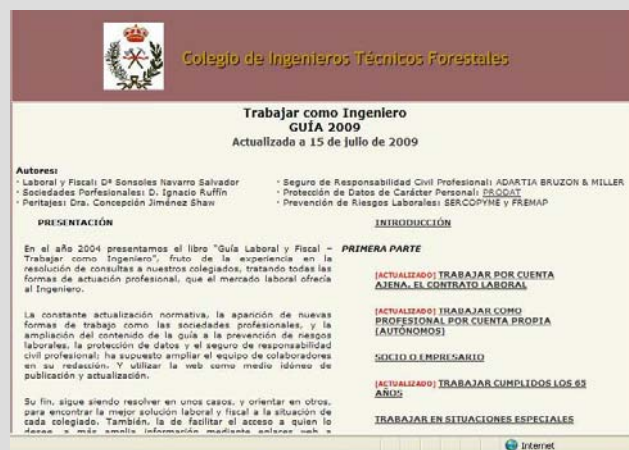 Colegio de Ingenieros Técnicos Forestales
Trabajar como Ingeniero
GUÍA 2009
Actualizada a 15 de julio de 2009
Autores:
· Laboral y Fiscal: Dª Sonsoles Navarro Salvador
· Sociedades Porfesionales: D. Ignacio Ruffín
· Peritajes: Dra. Concepción Jiménez Shaw
· Seguro de Responsabilidad Civil Profesional: ADARTIA BRUZON & MILLER
· Protección de Datos de Carácter Personal: PRODAT
· Prevención de Riesgos Laborales: SERCOPYME y FREMAP
PRESENTACIÓN
En el año 2004 presentamos el libro "Guía Laboral y Fiscal –
Trabajar como Ingeniero", fruto de la experiencia en la
resolución de consultas a nuestros colegiados, tratando todas las
formas de actuación profesional, que el mercado laboral ofrecía
al Ingeniero.
La constante actualización normativa, la aparición de nuevas
formas de trabajo como las sociedades profesionales, y la
ampliación del contenido de la guía a la prevención de riesgos
laborales, la protección de datos y el seguro de responsabilidad
civil profesional; ha supuesto ampliar el equipo de colaboradores
en su redacción. Y utilizar la web como medio idóneo de
publicación y actualización.
Su fin, sigue siendo resolver en unos casos, y orientar en otros,
para encontrar la mejor solución laboral y fiscal a la situación de
cada colegiado. También, la de facilitar el acceso a quien lo
desee, a más amplia información mediante enlaces web a
INTRODUCCIÓN
PRIMERA PARTE
[ACTUALIZADO] TRABAJAR POR CUENTA
AJENA, EL CONTRATO LABORAL
[ACTUALIZADO] TRABAJAR COMO
PROFESIONAL POR CUENTA PROPIA
(AUTÓNOMOS)
SOCIO O EMPRESARIO
[ACTUALIZADO] TRABAJAR CUMPLIDOS LOS 65
AÑOS
TRABAJAR EN SITUACIONES ESPECIALES
Internet